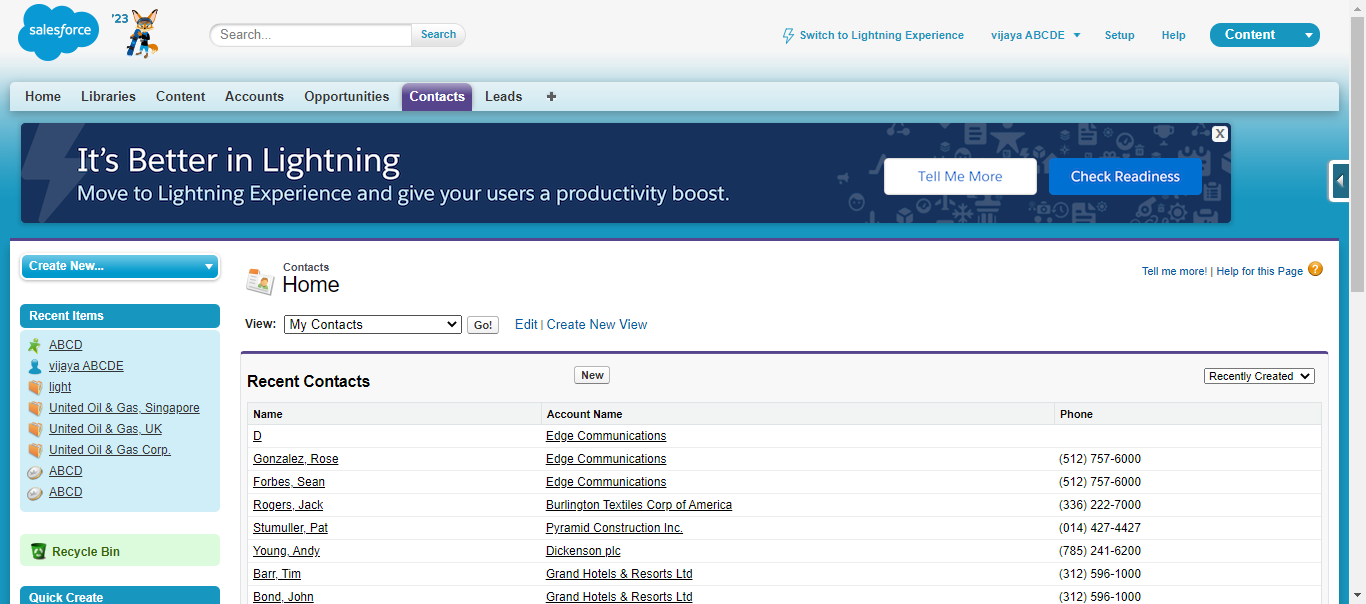 salesforce
'23
Search...
Search
Switch to Lightning Experience
vijaya ABCDE
Setup
Help
Content
Home Libraries Content Accounts Opportunities Contacts Leads +
It's Better in Lightning
Move to Lightning Experience and give your users a productivity boost.
Tell Me More
Check Readiness
X
Create New...
Recent Items
ABCD
vijaya ABCDE
light
United Oil & Gas, Singapore
United Oil & Gas, UK
United Oil & Gas Corp.
ABCD
ABCD
Recycle Bin
Quick Create
Contacts
Home
Tell me more! | Help for this Page ?
View: My Contacts Go! Edit | Create New View
Recent Contacts New Recently Created
Name Account Name Phone
D Edge Communications
Gonzalez, Rose Edge Communications (512) 757-6000
Forbes, Sean Edge Communications (512) 757-6000
Rogers, Jack Burlington Textiles Corp of America (336) 222-7000
Stumuller, Pat Pyramid Construction Inc. (014) 427-4427
Young, Andy Dickenson plc (785) 241-6200
Barr, Tim Grand Hotels & Resorts Ltd (312) 596-1000
Bond, John Grand Hotels & Resorts Ltd (312) 596-1000